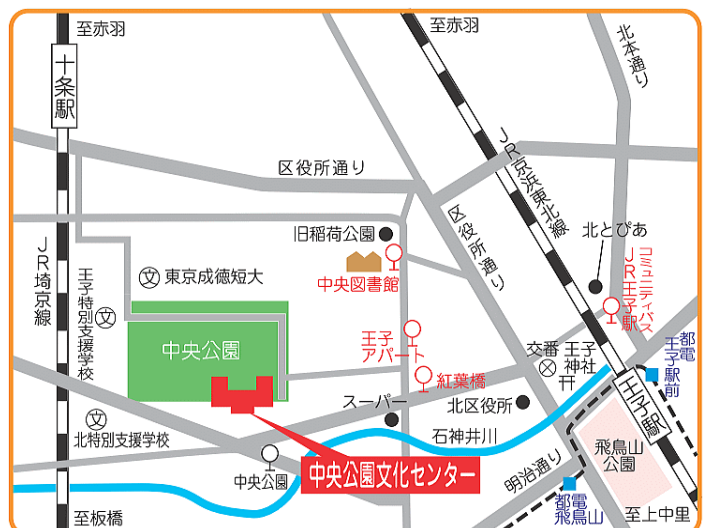 至赤羽
至赤羽
北本通り
十条駅
JR京浜東北線
区役所通り
区役所通り
旧稲荷公園
北とぴあ
コミュニティバス
JR王子駅
JR埼京線
王子特別支援学校
文
東京成徳短大
文
中央図書館
中央公園
王子
アパート
紅葉橋
交番
王子
神社
都電
王子駅前
王子駅
スーパー
北区役所
文
北特別支援学校
石神井川
飛鳥山
公園
中央公園
中央公園文化センター
明治通り
都電
飛鳥山
至板橋
至上中里